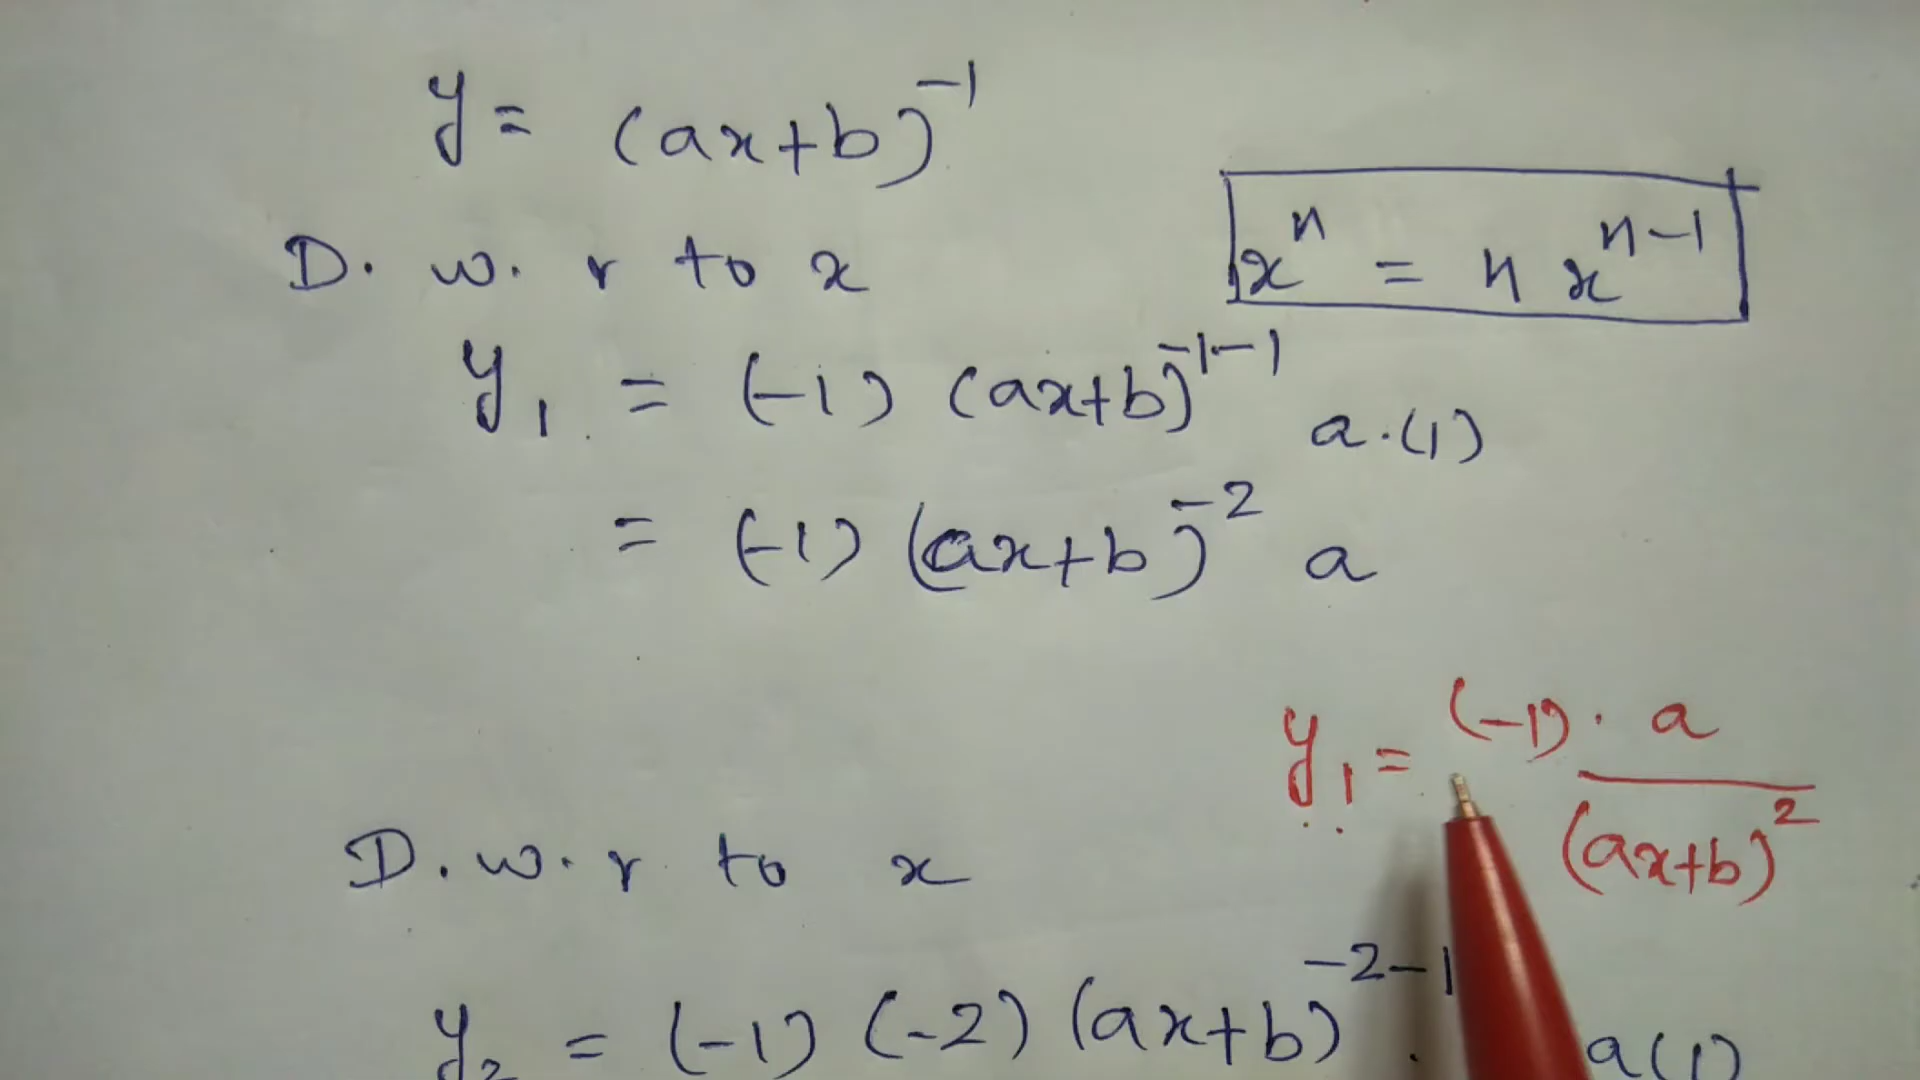 y = (ax+b)^-1
D. w. r to x
x^n = n x^n-1
y1 = (-1) (ax+b)^-1-1 a.(1)
= (-1) (ax+b)^-2 a
y1 = (-1). a / (ax+b)^2
D. w. r to x
y2 = (-1) (-2) (ax+b)^-2-1 . a(1)